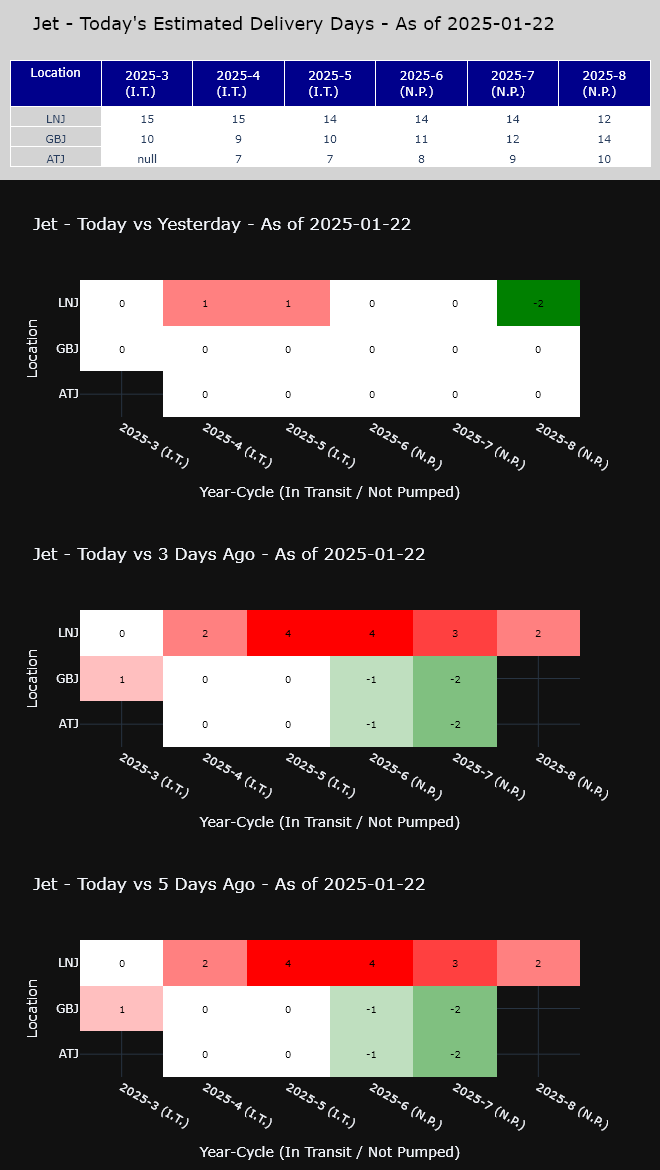 Jet - Today's Estimated Delivery Days - As of 2025-01-22
Location 2025-3 (I.T.) 2025-4 (I.T.) 2025-5 (I.T.) 2025-6 (N.P.) 2025-7 (N.P.) 2025-8 (N.P.)
LNJ 15 15 14 14 14 12
GBJ 10 9 10 11 12 14
ATJ null 7 7 8 9 10
Jet - Today vs Yesterday - As of 2025-01-22
Location
LNJ 0 1 1 0 0 -2
GBJ 0 0 0 0 0 0
ATJ 0 0 0 0 0
2025-3 (I.T.) 2025-4 (I.T.) 2025-5 (I.T.) 2025-6 (N.P.) 2025-7 (N.P.) 2025-8 (N.P.)
Year-Cycle (In Transit / Not Pumped)
Jet - Today vs 3 Days Ago - As of 2025-01-22
Location
LNJ 0 2 4 4 3 2
GBJ 1 0 0 -1 -2
ATJ 0 0 -1 -2
2025-3 (I.T.) 2025-4 (I.T.) 2025-5 (I.T.) 2025-6 (N.P.) 2025-7 (N.P.) 2025-8 (N.P.)
Year-Cycle (In Transit / Not Pumped)
Jet - Today vs 5 Days Ago - As of 2025-01-22
Location
LNJ 0 2 4 4 3 2
GBJ 1 0 0 -1 -2
ATJ 0 0 -1 -2
2025-3 (I.T.) 2025-4 (I.T.) 2025-5 (I.T.) 2025-6 (N.P.) 2025-7 (N.P.) 2025-8 (N.P.)
Year-Cycle (In Transit / Not Pumped)